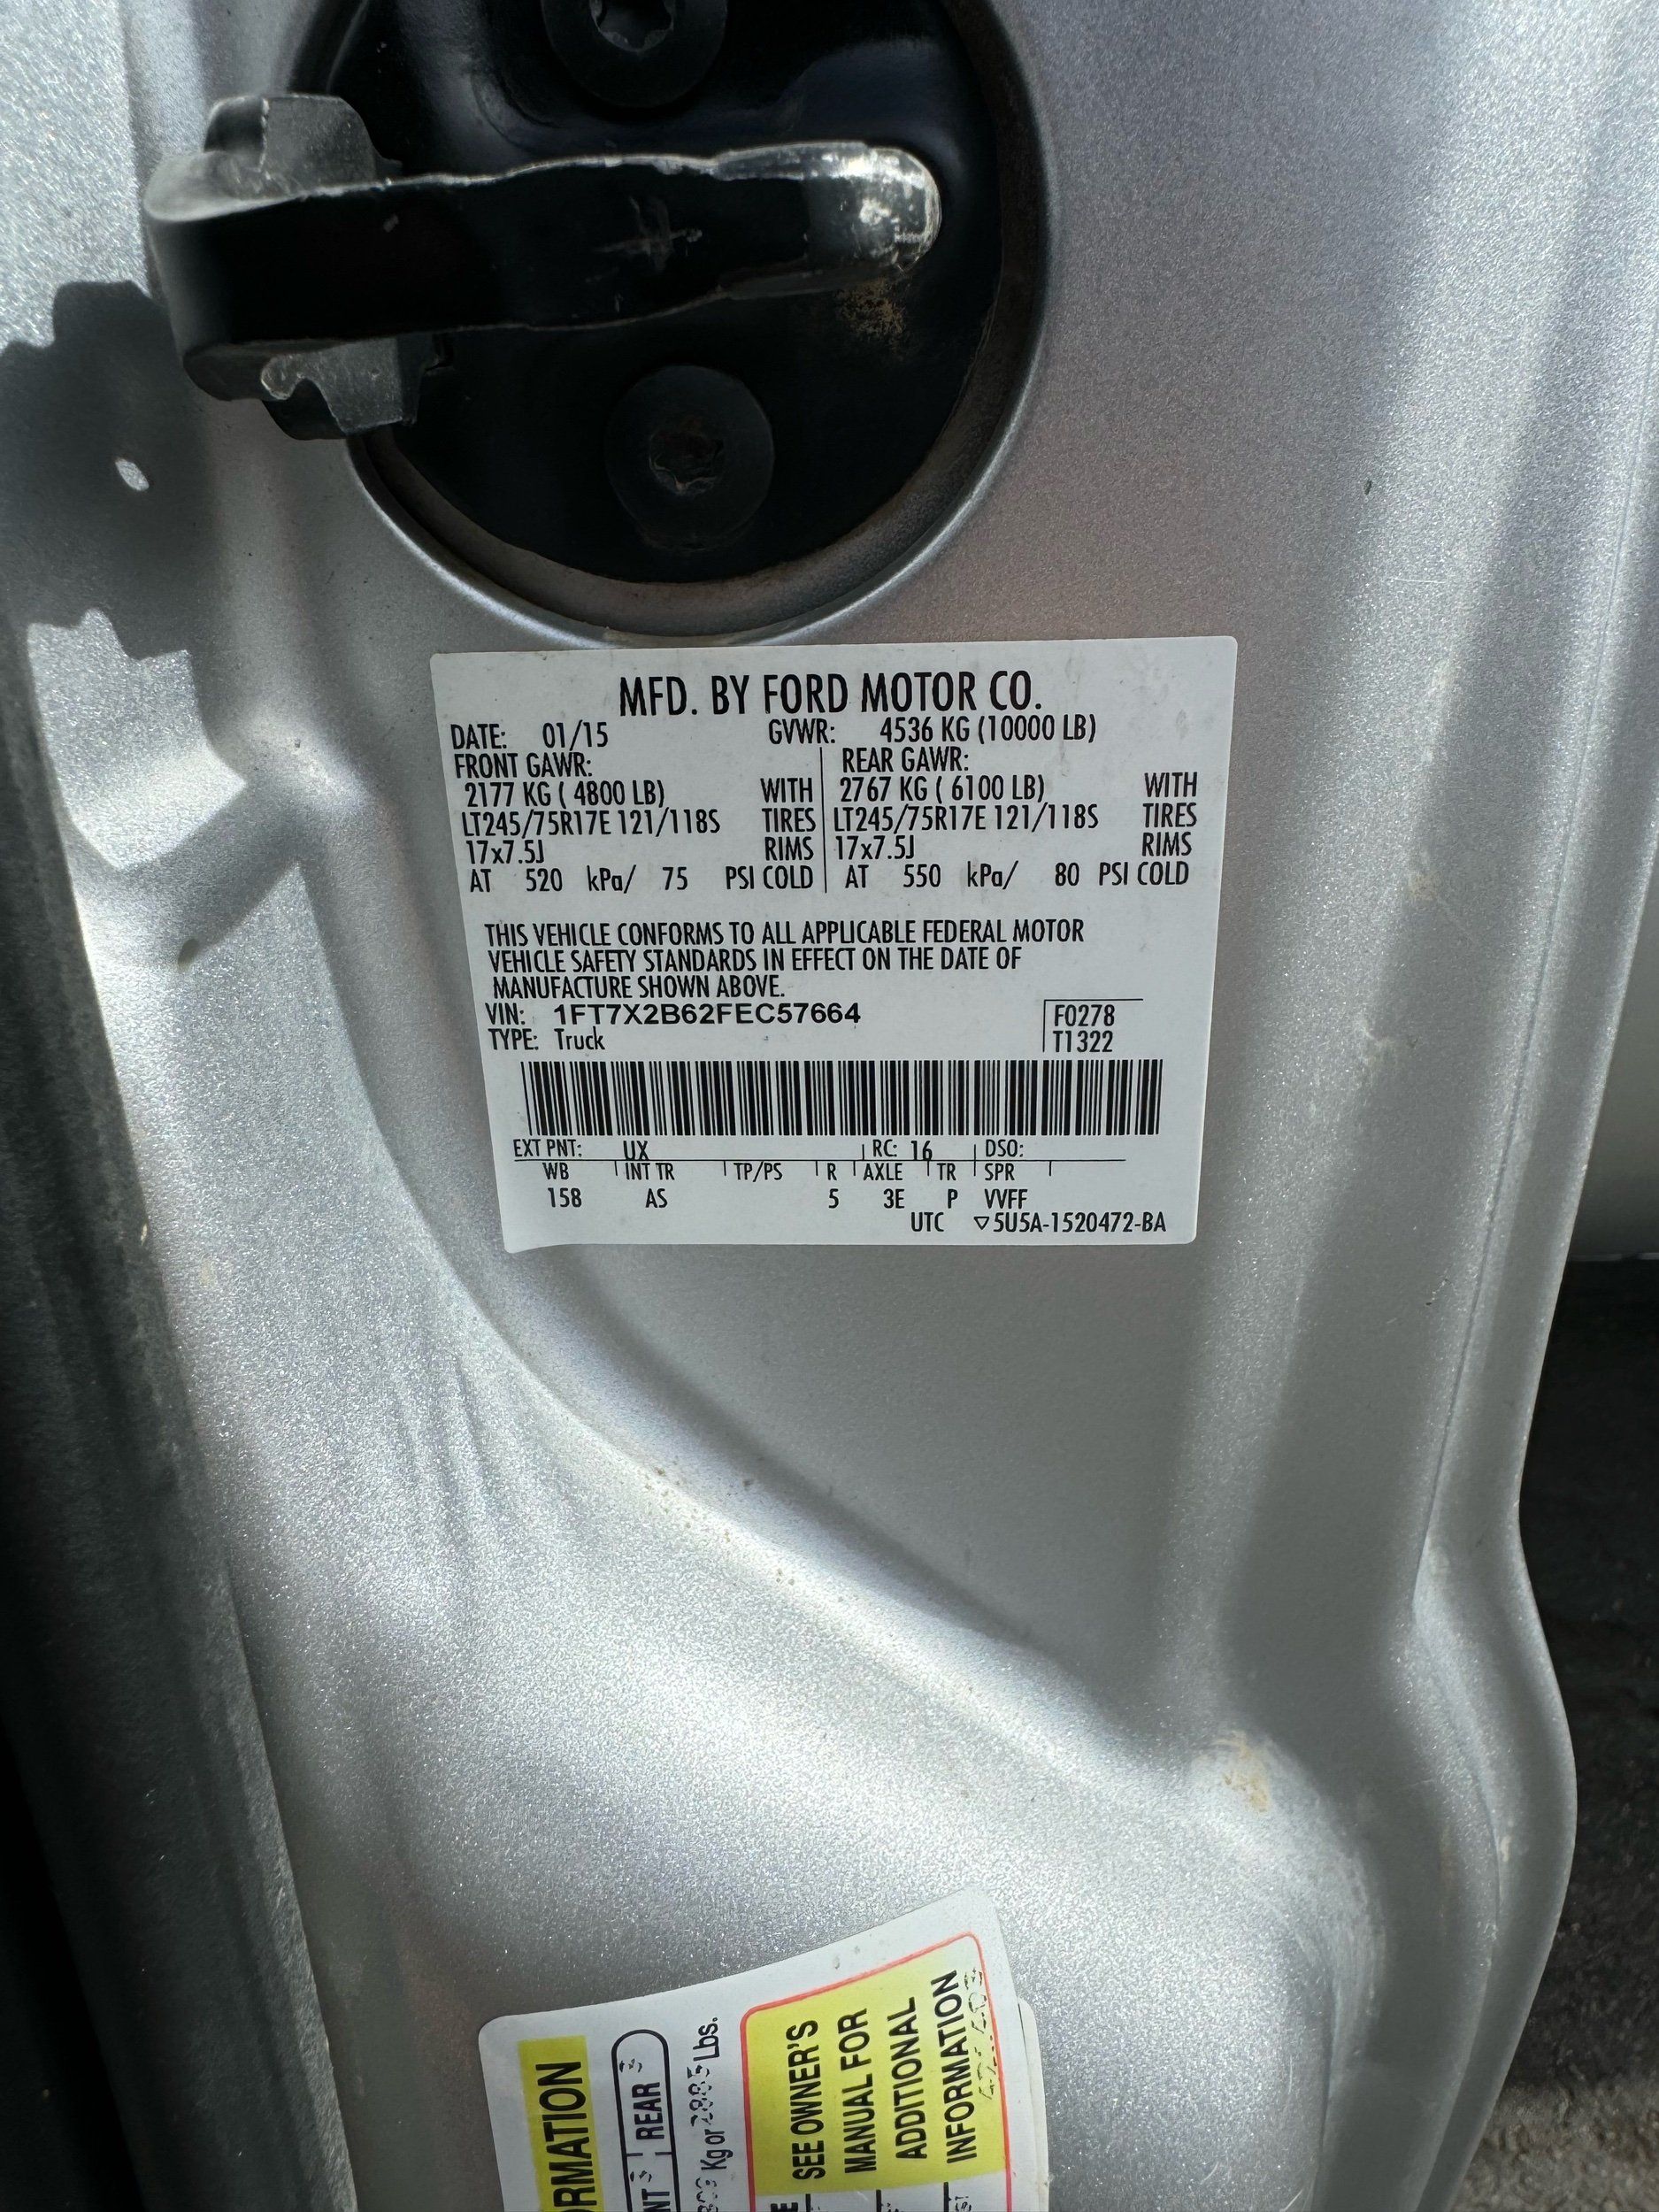 MFD. BY FORD MOTOR CO.
DATE: 01/15 GVWR: 4536 KG (10000 LB)
FRONT GAWR: REAR GAWR:
2177 KG ( 4800 LB) WITH 2767 KG ( 6100 LB) WITH
LT245/75R17E 121/118S TIRES LT245/75R17E 121/118S TIRES
17x7.5J RIMS 17x7.5J RIMS
AT 520 kPa/ 75 PSI COLD AT 550 kPa/ 80 PSI COLD
THIS VEHICLE CONFORMS TO ALL APPLICABLE FEDERAL MOTOR
VEHICLE SAFETY STANDARDS IN EFFECT ON THE DATE OF
MANUFACTURE SHOWN ABOVE.
VIN: 1FT7X2B62FEC57664 F0278
TYPE: Truck T1322
EXT PNT: UX RC: 16 DSO:
WB INT TR TP/PS R AXLE TR SPR
158 AS 5 3E P VVFF
UTC ▽5U5A-1520472-BA
RMATION
REAR 3
Kg or Lbs.
SEE OWNER'S
MANUAL FOR
ADDITIONAL
INFORMATION